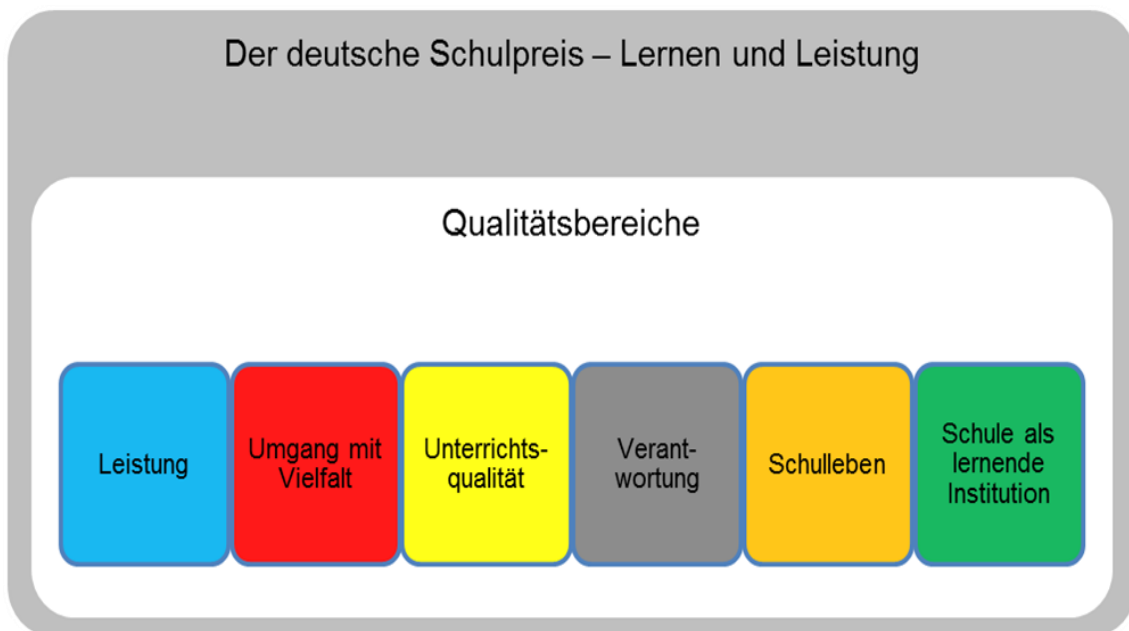 Der deutsche Schulpreis – Lernen und Leistung
Qualitätsbereiche
Leistung
Umgang mit
Vielfalt
Unterrichts-
qualität
Verant-
wortung
Schulleben
Schule als
lernende
Institution